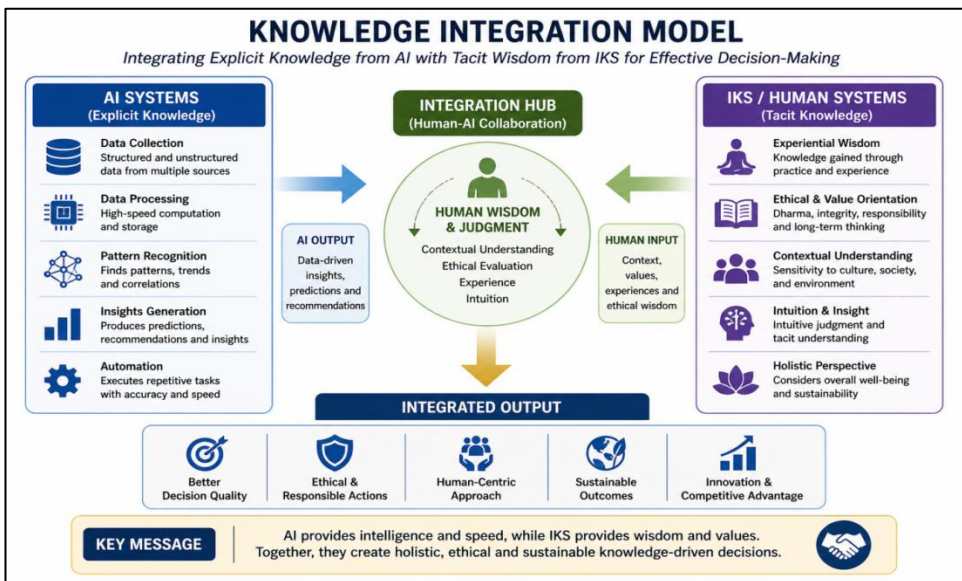 KNOWLEDGE INTEGRATION MODEL
Integrating Explicit Knowledge from AI with Tacit Wisdom from IKS for Effective Decision-Making
AI SYSTEMS
(Explicit Knowledge)
Data Collection
Structured and unstructured
data from multiple sources
Data Processing
High-speed computation
and storage
Pattern Recognition
Finds patterns, trends
and correlations
Insights Generation
Produces predictions,
recommendations and insights
Automation
Executes repetitive tasks
with accuracy and speed
AI OUTPUT
Data-driven
insights,
predictions and
recommendations
INTEGRATION HUB
(Human-AI Collaboration)
HUMAN WISDOM
& JUDGMENT
Contextual Understanding
Ethical Evaluation
Experience
Intuition
HUMAN INPUT
Context,
values,
experiences and
ethical wisdom
IKS / HUMAN SYSTEMS
(Tacit Knowledge)
Experiential Wisdom
Knowledge gained through
practice and experience
Ethical & Value Orientation
Dharma, integrity, responsibility
and long-term thinking
Contextual Understanding
Sensitivity to culture, society,
and environment
Intuition & Insight
Intuitive judgment and
tacit understanding
Holistic Perspective
Considers overall well-being
and sustainability
INTEGRATED OUTPUT
Better
Decision Quality
Ethical &
Responsible Actions
Human-Centric
Approach
Sustainable
Outcomes
Innovation &
Competitive Advantage
KEY MESSAGE
AI provides intelligence and speed, while IKS provides wisdom and values.
Together, they create holistic, ethical and sustainable knowledge-driven decisions.